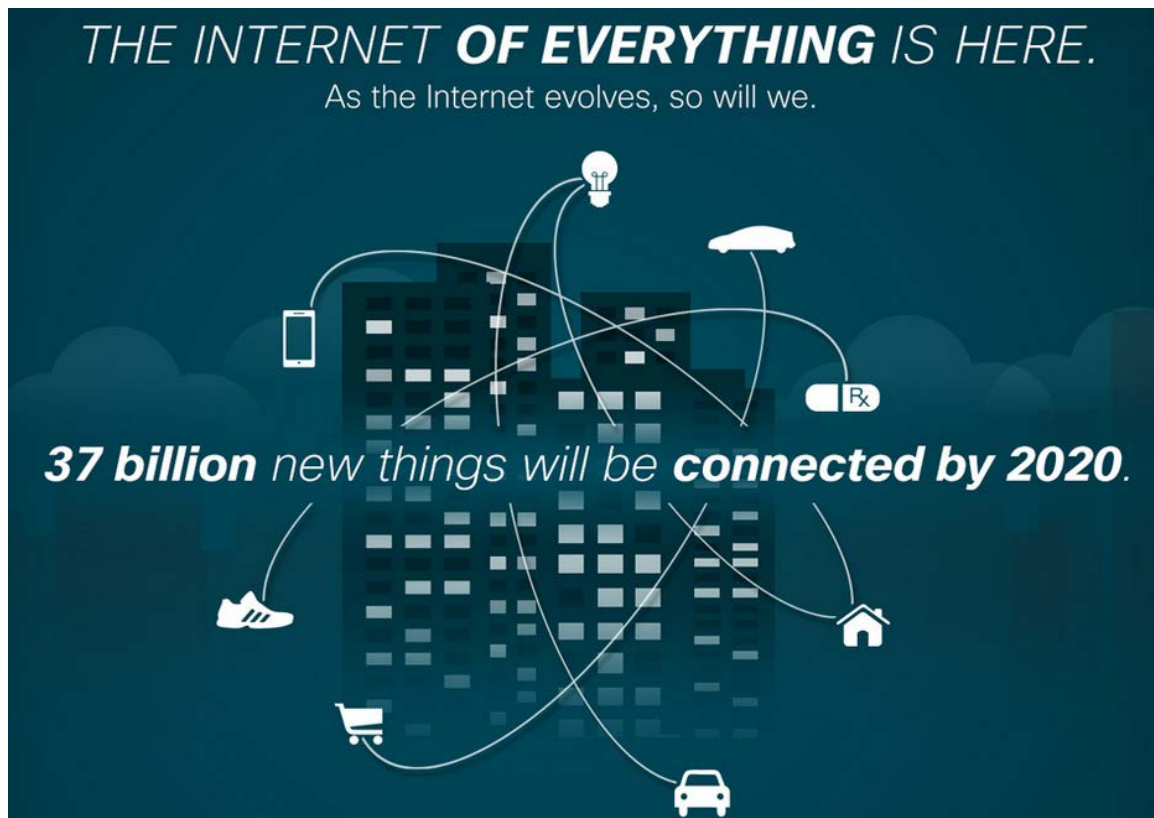 THE INTERNET OF EVERYTHING IS HERE.
As the Internet evolves, so will we.
Rx
37 billion new things will be connected by 2020.